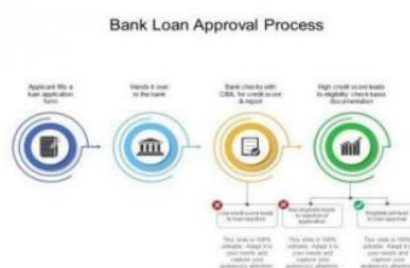 Bank Loan Approval Process
Applicant fills a
loan application
form
Hands it over
to the bank
Bank checks with
CIBIL for credit score
& report
High credit score leads
to eligibility check basis
documentation
Low credit score leads
to loan rejection
rejection of
application
Eligibility will lead
to loan approval
This slide is 100%
editable. Adapt it to
your needs and
capture your
audience's attention.
This slide is 100%
editable. Adapt it to
your needs and
capture your
audience's attention.
This slide is 100%
editable. Adapt it to
your needs and
capture your
audience's attention.